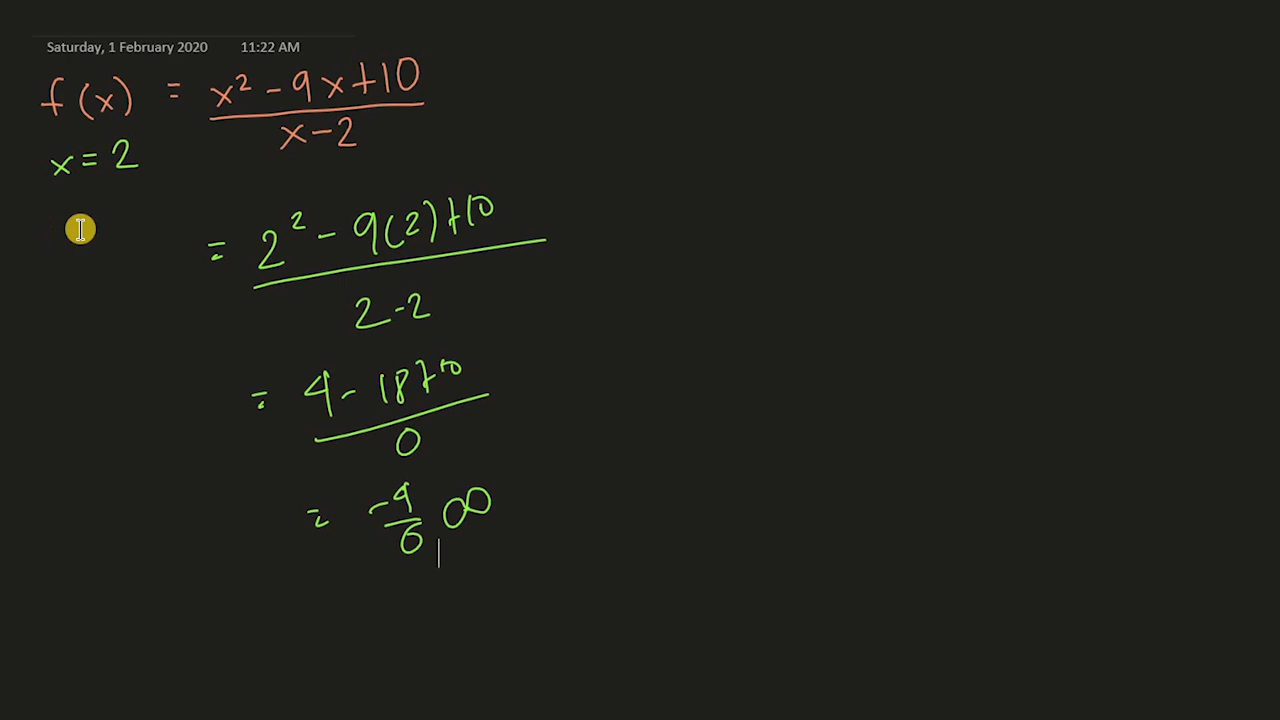 Saturday, 1 February 2020 11:22 AM
f(x) = x² - 9x+10
x-2
x = 2
= 2² - 9(2)+10
2-2
= 4 - 18+10
0
= -4 ∞
0